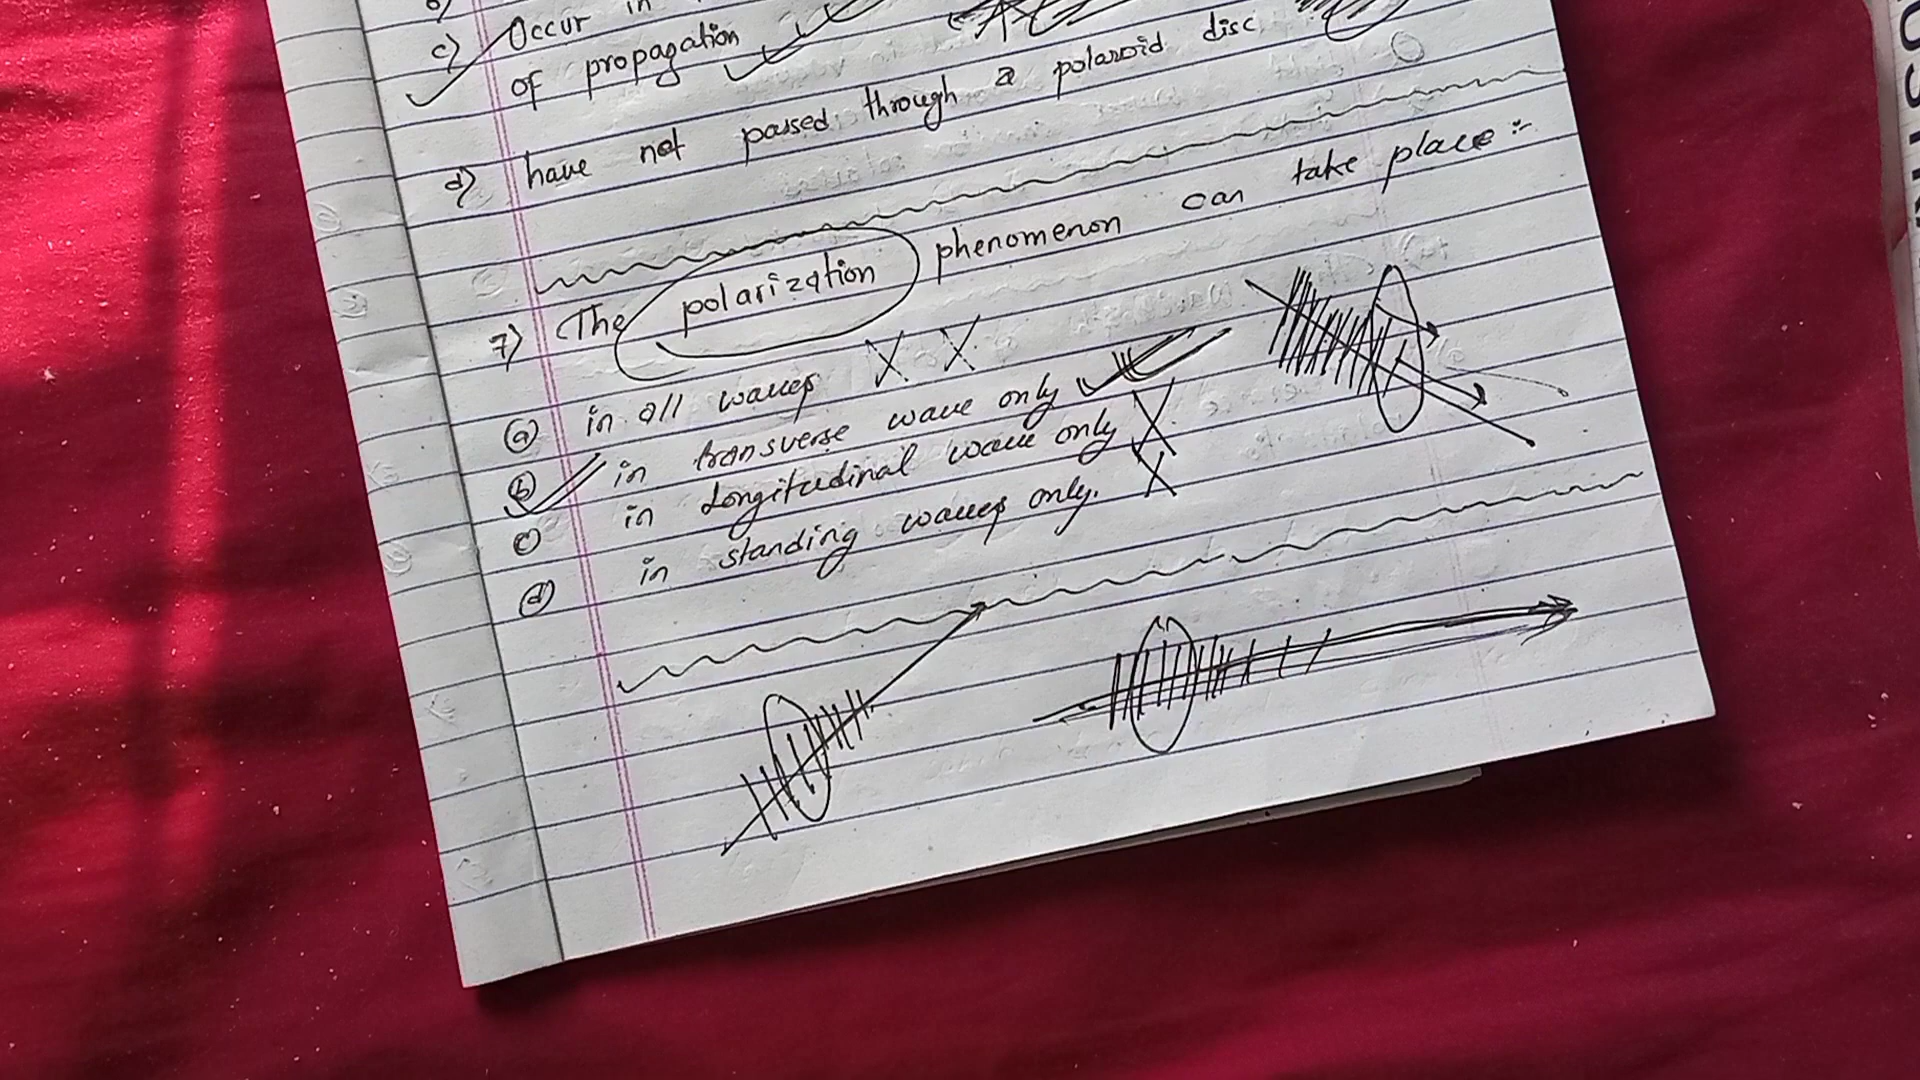 c) Occur in
of propagation
d) have not passed through a polaroid disc
7) The polarization phenomenon can take place :-
(a) in all waves
(b) in transverse wave only
(c) in Longitudinal wave only
(d) in standing waves only.